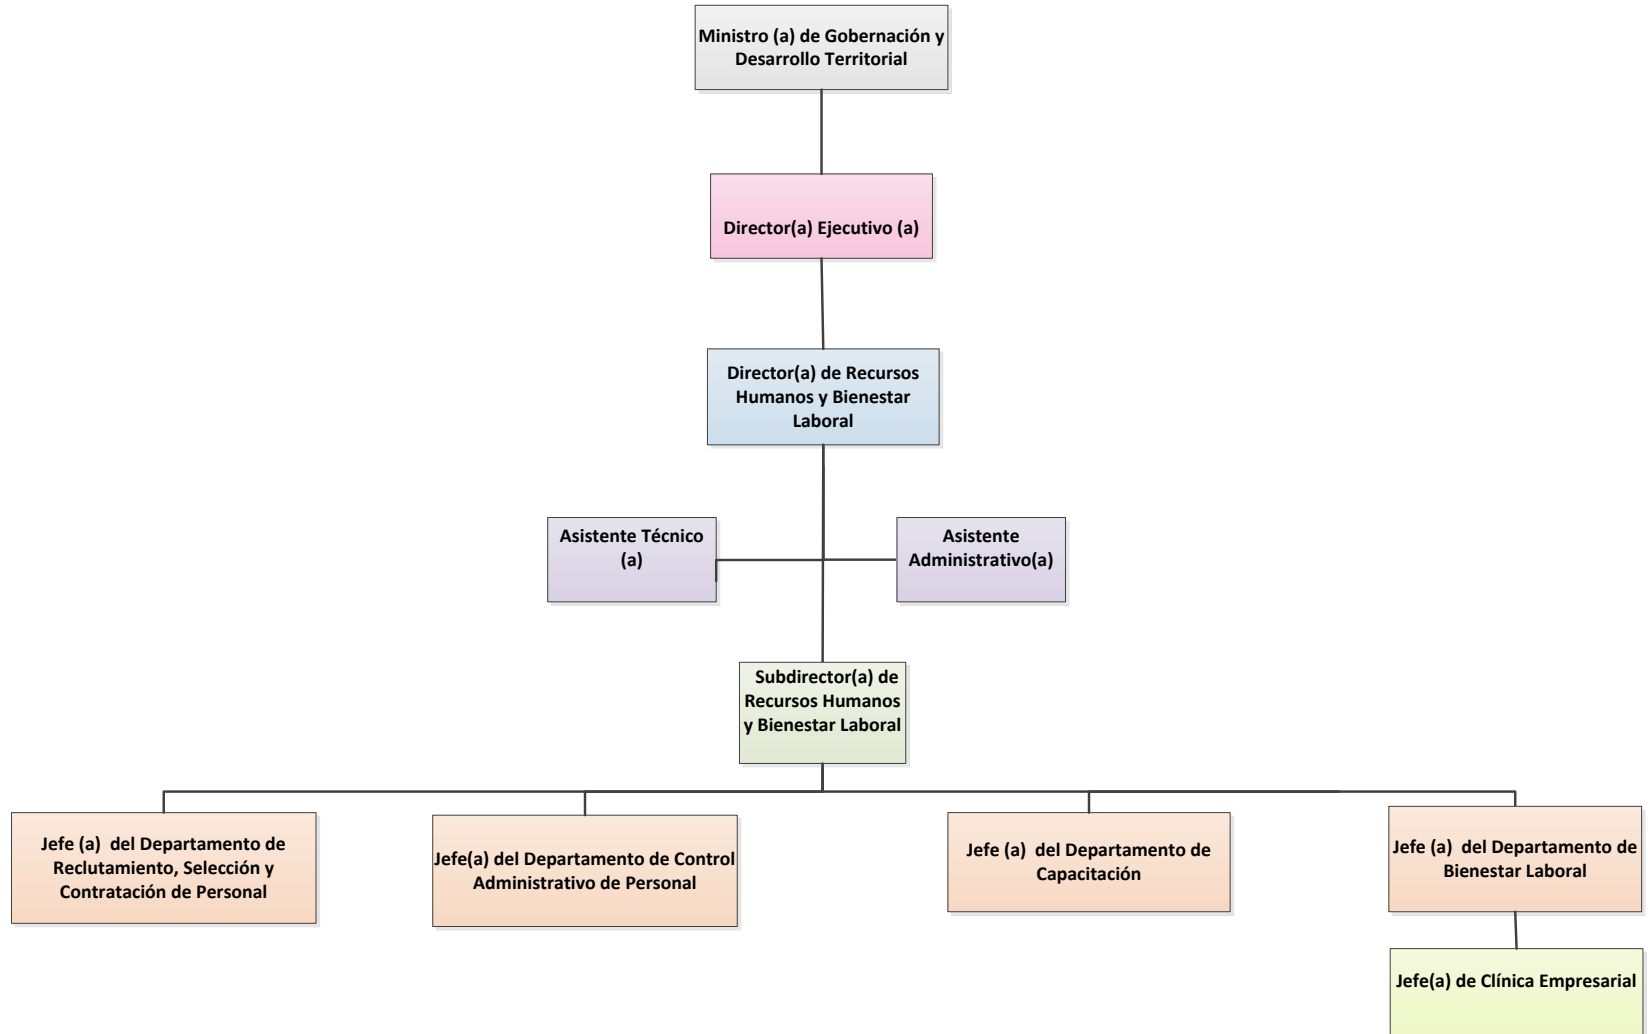 Ministro (a) de Gobernación y
Desarrollo Territorial
Director(a) Ejecutivo (a)
Director(a) de Recursos
Humanos y Bienestar
Laboral
Asistente Técnico
(a)
Asistente
Administrativo(a)
Subdirector(a) de
Recursos Humanos
y Bienestar Laboral
Jefe (a) del Departamento de
Reclutamiento, Selección y
Contratación de Personal
Jefe(a) del Departamento de Control
Administrativo de Personal
Jefe (a) del Departamento de
Capacitación
Jefe (a) del Departamento de
Bienestar Laboral
Jefe(a) de Clínica Empresarial